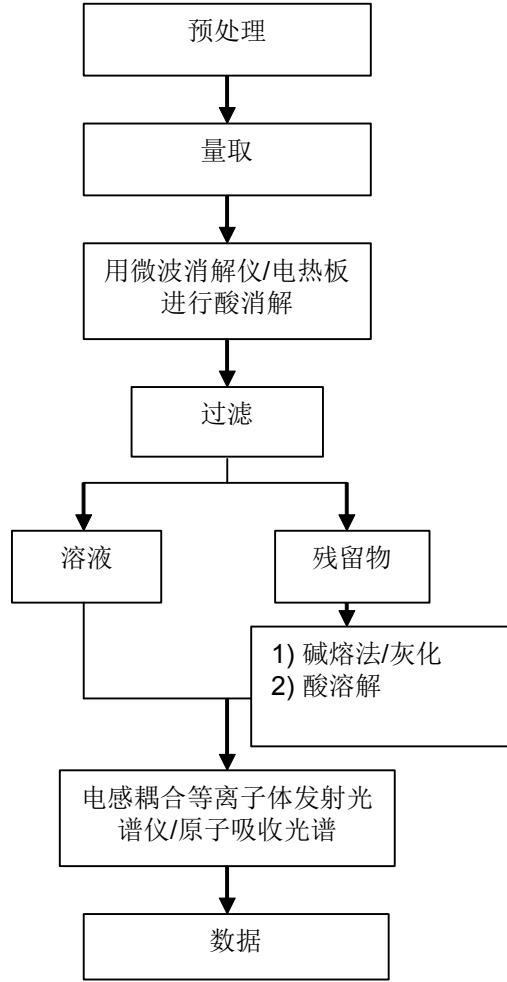 预处理
量取
用微波消解仪/电热板
进行酸消解
过滤
溶液
残留物
1) 碱熔法/灰化
2) 酸溶解
电感耦合等离子体发射光
谱仪/原子吸收光谱
数据